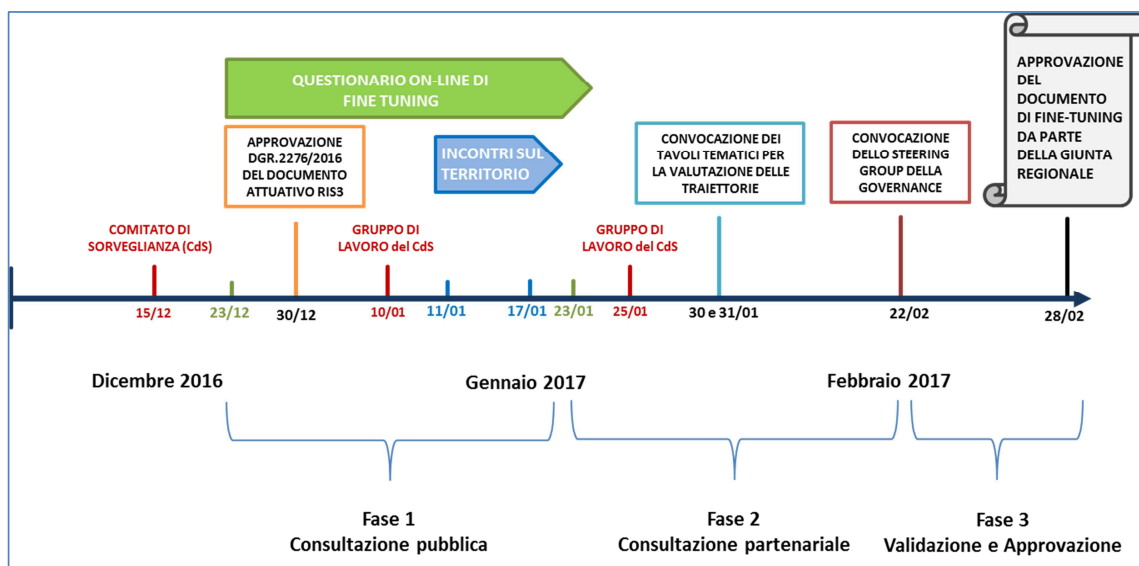 QUESTIONARIO ON-LINE DI
FINE TUNING
APPROVAZIONE
DGR.2276/2016
DEL DOCUMENTO
ATTUATIVO RIS3
INCONTRI SUL
TERRITORIO
CONVOCAZIONE DEI
TAVOLI TEMATICI PER
LA VALUTAZIONE DELLE
TRAIETTORIE
CONVOCAZIONE
DELLO STEERING
GROUP DELLA
GOVERNANCE
APPROVAZIONE
DEL
DOCUMENTO
DI FINE-TUNING
DA PARTE
DELLA GIUNTA
REGIONALE
COMITATO DI
SORVEGLIANZA (CdS)
GRUPPO DI
LAVORO del CdS
GRUPPO DI
LAVORO del CdS
15/12
23/12
30/12
10/01
11/01
17/01
23/01
25/01
30 e 31/01
22/02
28/02
Dicembre 2016
Gennaio 2017
Febbraio 2017
Fase 1
Consultazione pubblica
Fase 2
Consultazione partenariale
Fase 3
Validazione e Approvazione